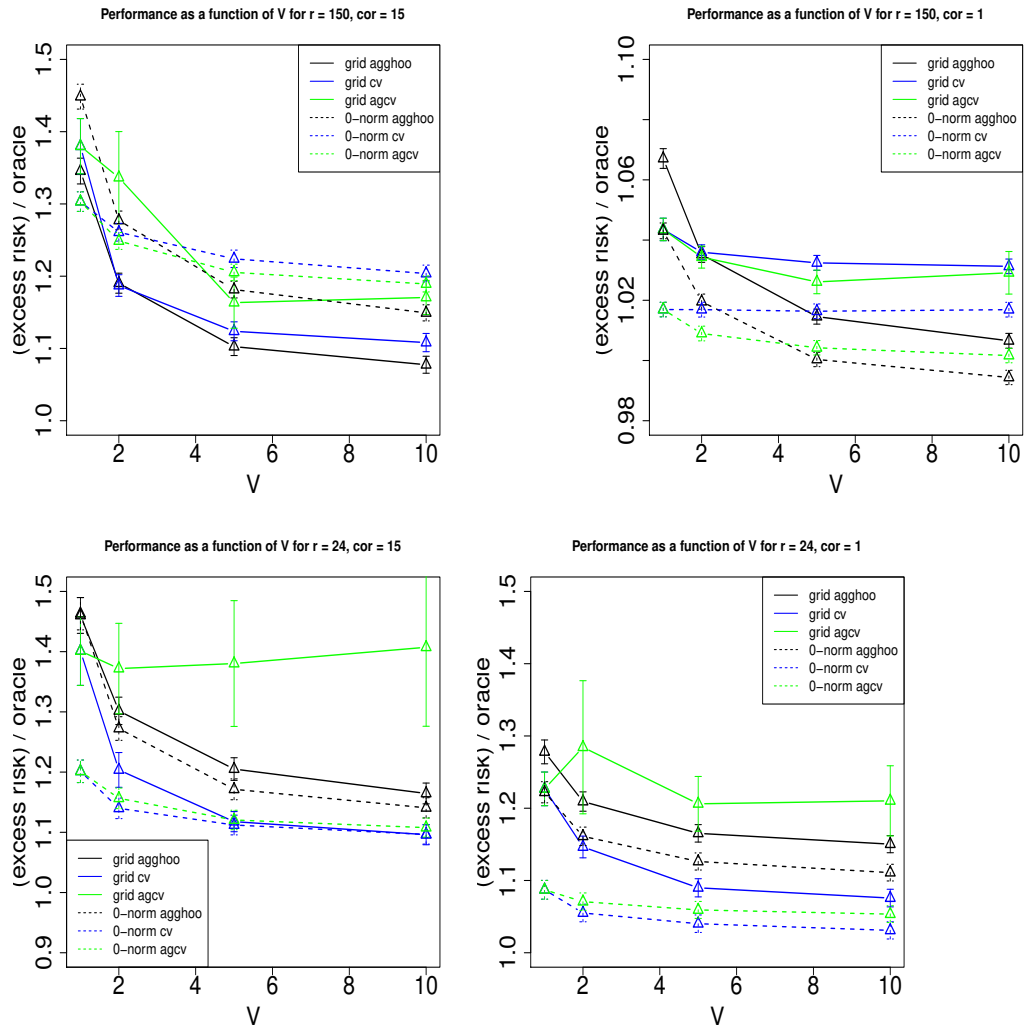 Performance as a function of V for r = 150, cor = 15
(excess risk) / oracle
1.0
1.1
1.2
1.3
1.4
1.5
grid agghoo
grid cv
grid agcv
0−norm agghoo
0−norm cv
0−norm agcv
2
4
6
8
10
V
Performance as a function of V for r = 150, cor = 1
(excess risk) / oracle
0.98
1.02
1.06
1.10
grid agghoo
grid cv
grid agcv
0−norm agghoo
0−norm cv
0−norm agcv
2
4
6
8
10
V
Performance as a function of V for r = 24, cor = 15
(excess risk) / oracle
0.9
1.0
1.1
1.2
1.3
1.4
1.5
grid agghoo
grid cv
grid agcv
0−norm agghoo
0−norm cv
0−norm agcv
2
4
6
8
10
V
Performance as a function of V for r = 24, cor = 1
(excess risk) / oracle
1.0
1.1
1.2
1.3
1.4
1.5
grid agghoo
grid cv
grid agcv
0−norm agghoo
0−norm cv
0−norm agcv
2
4
6
8
10
V